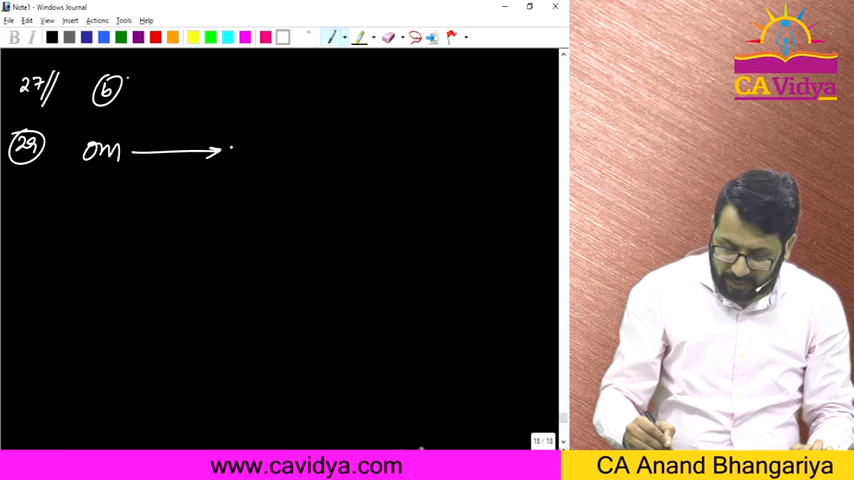 Note1 - Windows Journal
File Edit View Insert Actions Tools Help
B I
27// b
29 OM →
18 / 18
CA Vidya
www.cavidya.com
CA Anand Bhangariya